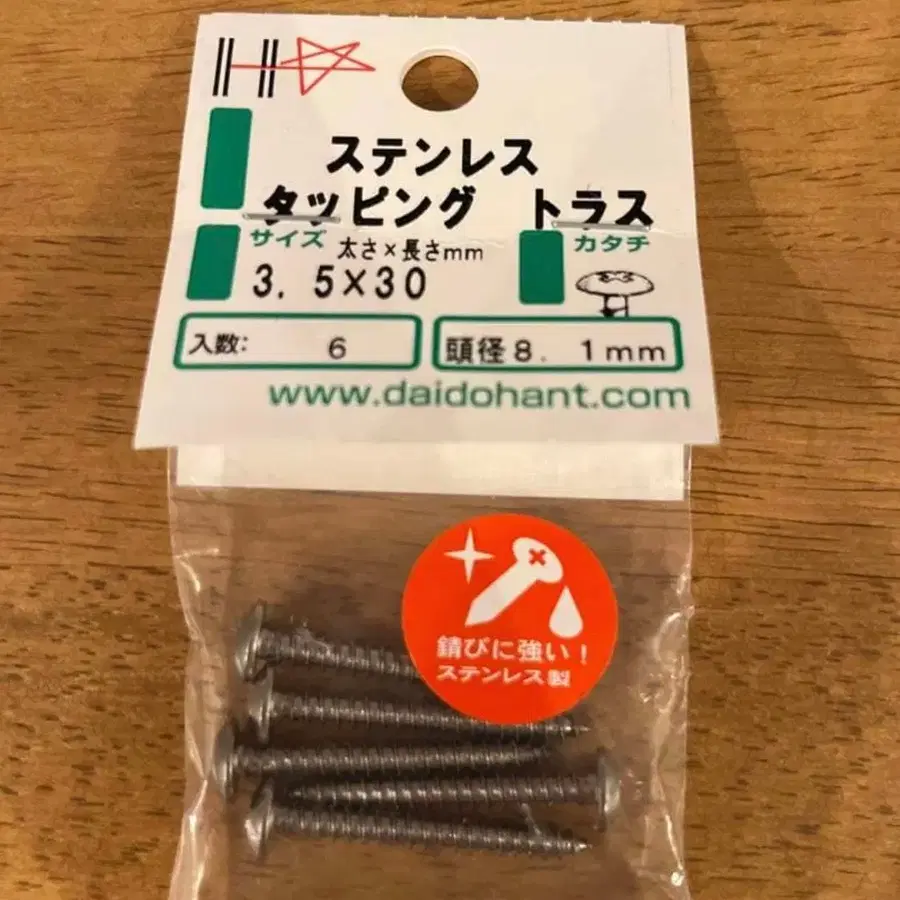 ステンレス
タッピング トラス
サイズ 太さ×長さmm
3.5×30
カタチ
入数: 6
頭径8.1mm
www.daidohant.com
錆びに強い!
ステンレス製